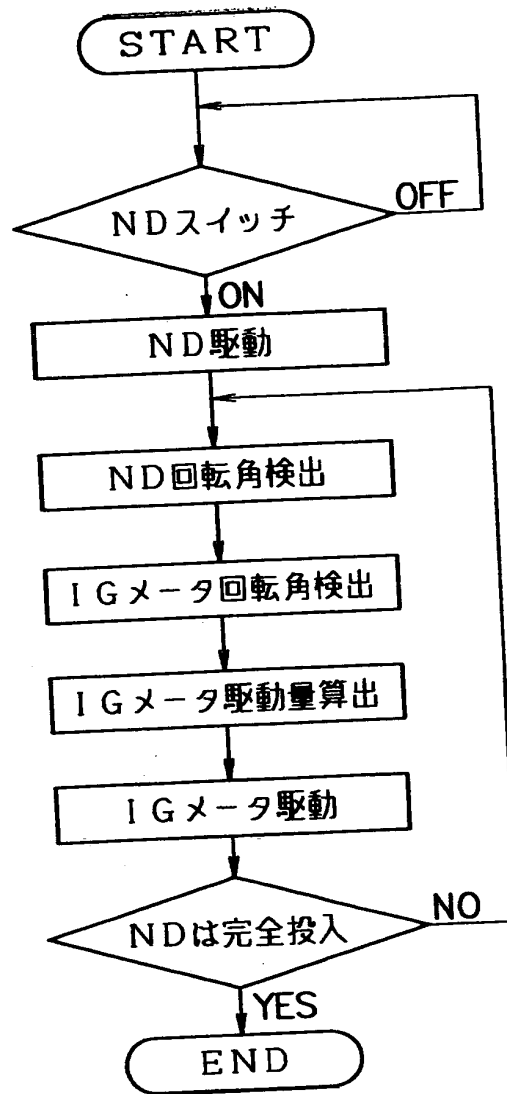 START
NDスイッチ
OFF
ON
ND駆動
ND回転角検出
IGメータ回転角検出
IGメータ駆動量算出
IGメータ駆動
NDは完全投入
NO
YES
END